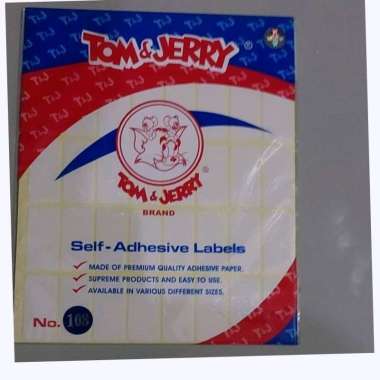 TOM & JERRY ®
TOM & JERRY ®
BRAND
Self-Adhesive Labels
✓ MADE OF PREMIUM QUALITY ADHESIVE PAPER.
✓ SUPREME PRODUCTS AND EASY TO USE.
✓ AVAILABLE IN VARIOUS DIFFERENT SIZES.
No. 108